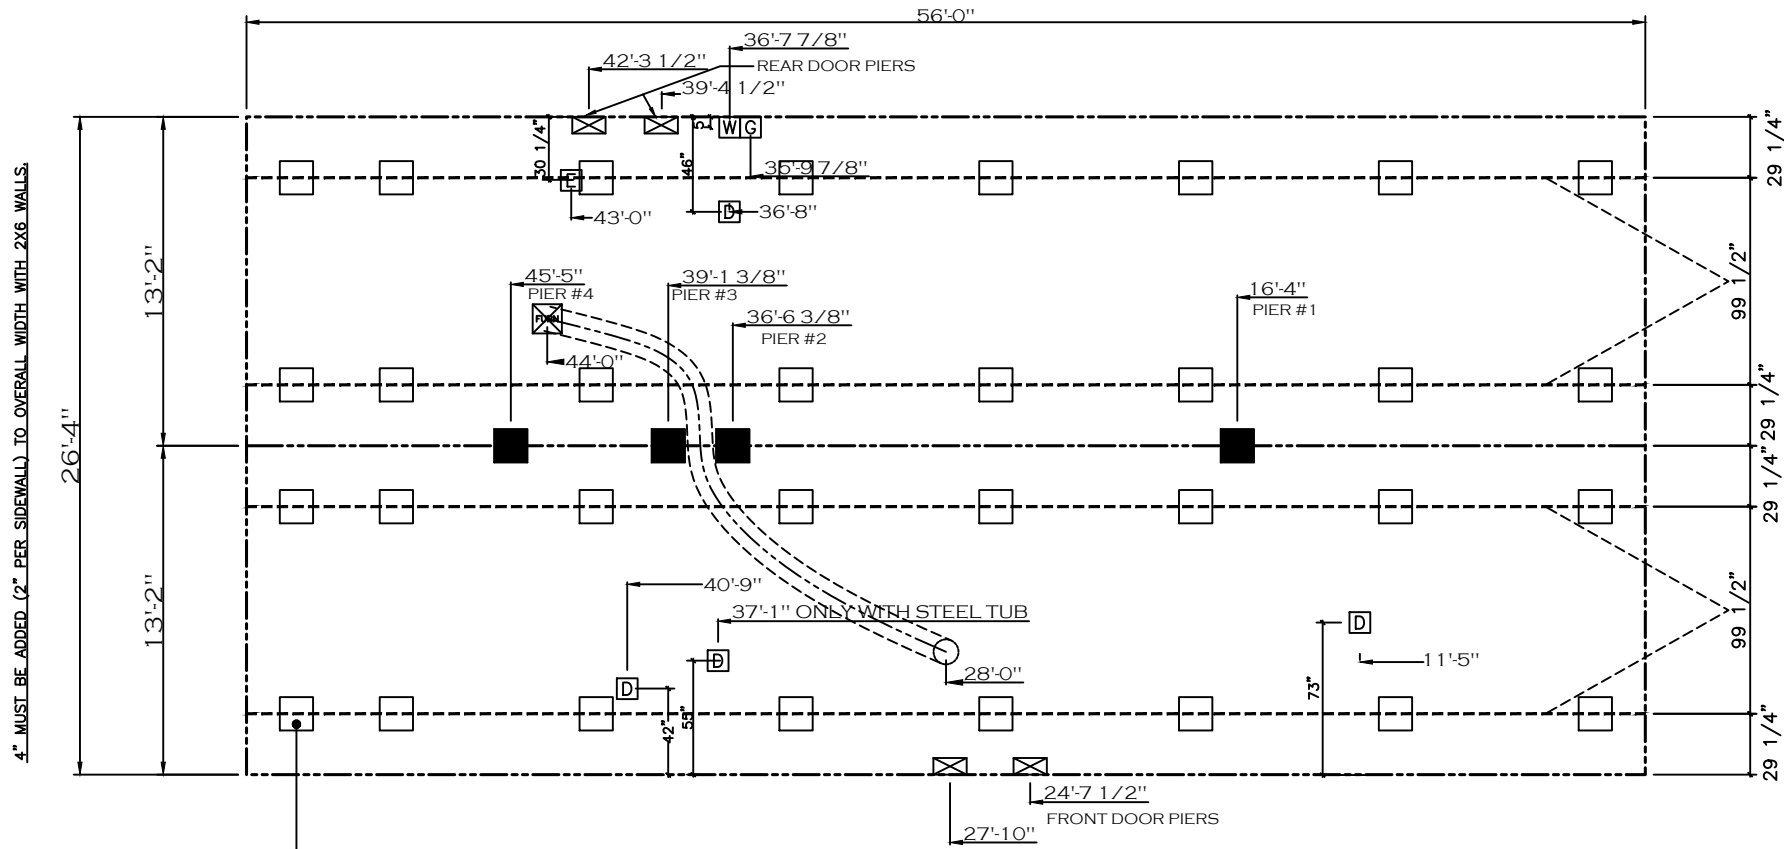 56'-0"
36'-7 7/8"
42'-3 1/2"
REAR DOOR PIERS
39'-4 1/2"
5"
W
G
30 1/4"
46"
35'-9 7/8"
29 1/4"
E
43'-0"
D
36'-8"
4" MUST BE ADDED (2" PER SIDEWALL) TO OVERALL WIDTH WITH 2X6 WALLS.
13'-2"
45'-5"
PIER #4
39'-1 3/8"
PIER #3
16'-4"
PIER #1
99 1/2"
FURN
36'-6 3/8"
PIER #2
44'-0"
29 1/4"
26'-4"
29 1/4"
13'-2"
40'-9"
37'-1" ONLY WITH STEEL TUB
D
99 1/2"
D
28'-0"
11'-5"
D
73"
42"
55"
29 1/4"
24'-7 1/2"
FRONT DOOR PIERS
27'-10"